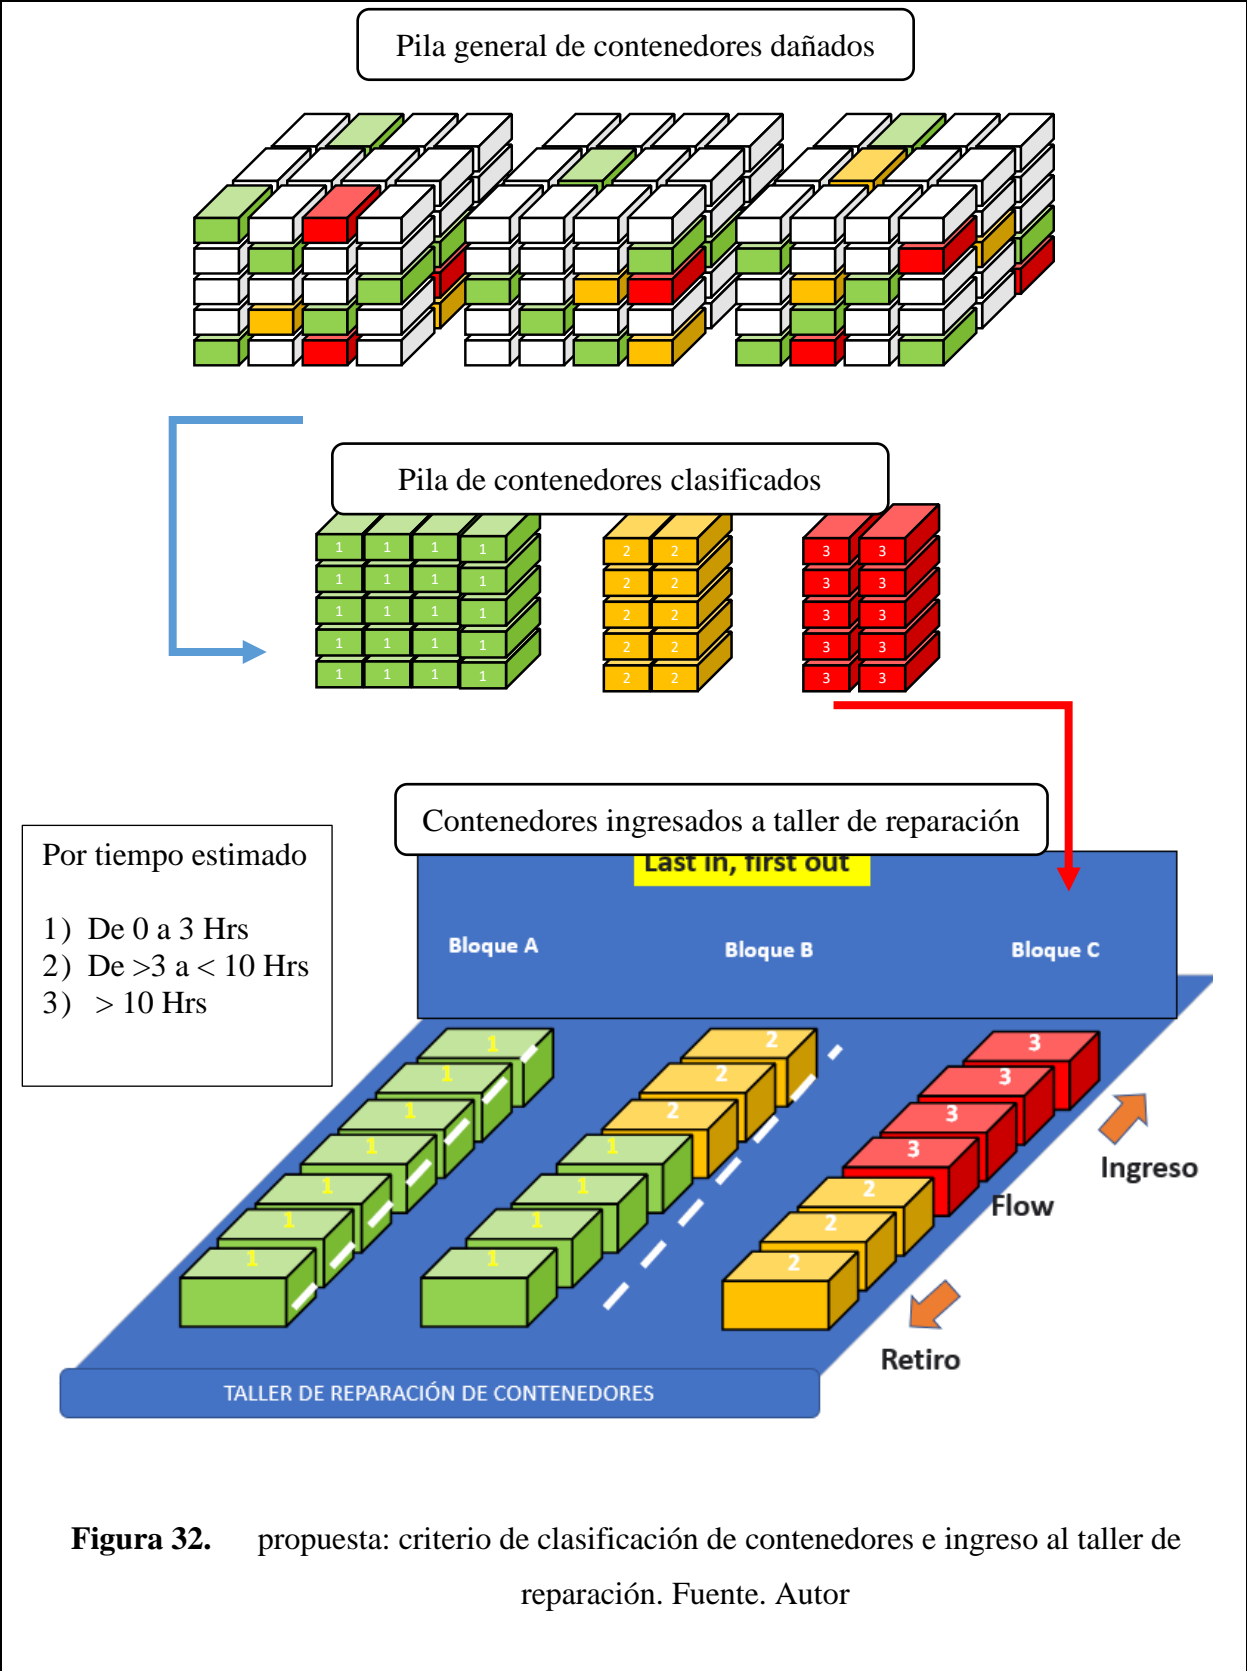 Pila general de contenedores dañados
Pila de contenedores clasificados
1 1 1 1 2 2 3 3
1 1 1 1 2 2 3 3
1 1 1 1 2 2 3 3
1 1 1 1 2 2 3 3
1 1 1 1 2 2 3 3
Contenedores ingresados a taller de reparación
Por tiempo estimado
1) De 0 a 3 Hrs
2) De >3 a < 10 Hrs
3) > 10 Hrs
Last in, first out
Bloque A Bloque B Bloque C
1 2 3
1 2 3
1 2 3
1 1 3
1 1 2
1 1 2
1 1 2
Ingreso
Flow
Retiro
TALLER DE REPARACIÓN DE CONTENEDORES
Figura 32. propuesta: criterio de clasificación de contenedores e ingreso al taller de
reparación. Fuente. Autor